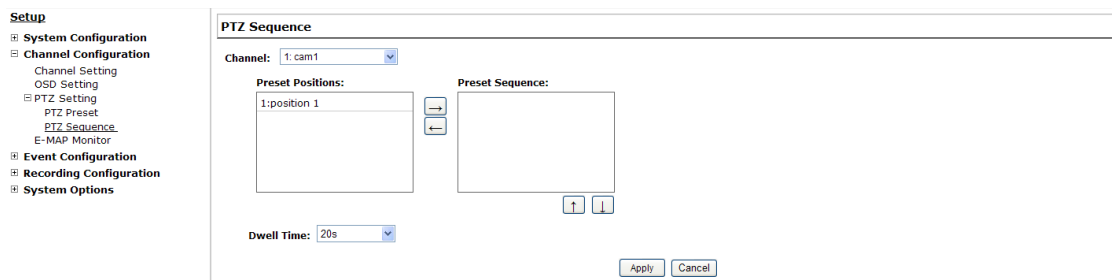 Setup
System Configuration
Channel Configuration
Channel Setting
OSD Setting
PTZ Setting
PTZ Preset
PTZ Sequence
E-MAP Monitor
Event Configuration
Recording Configuration
System Options
PTZ Sequence
Channel: 1: cam1
Preset Positions: Preset Sequence:
1:position 1
→
←
↑ ↓
Dwell Time: 20s
Apply Cancel